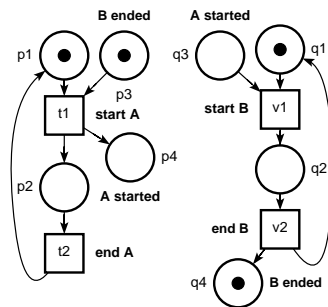 B ended
A started
p1
q3
q1
p3
t1
start A
start B
v1
p4
p2
A started
q2
t2
end A
end B
v2
q4
B ended